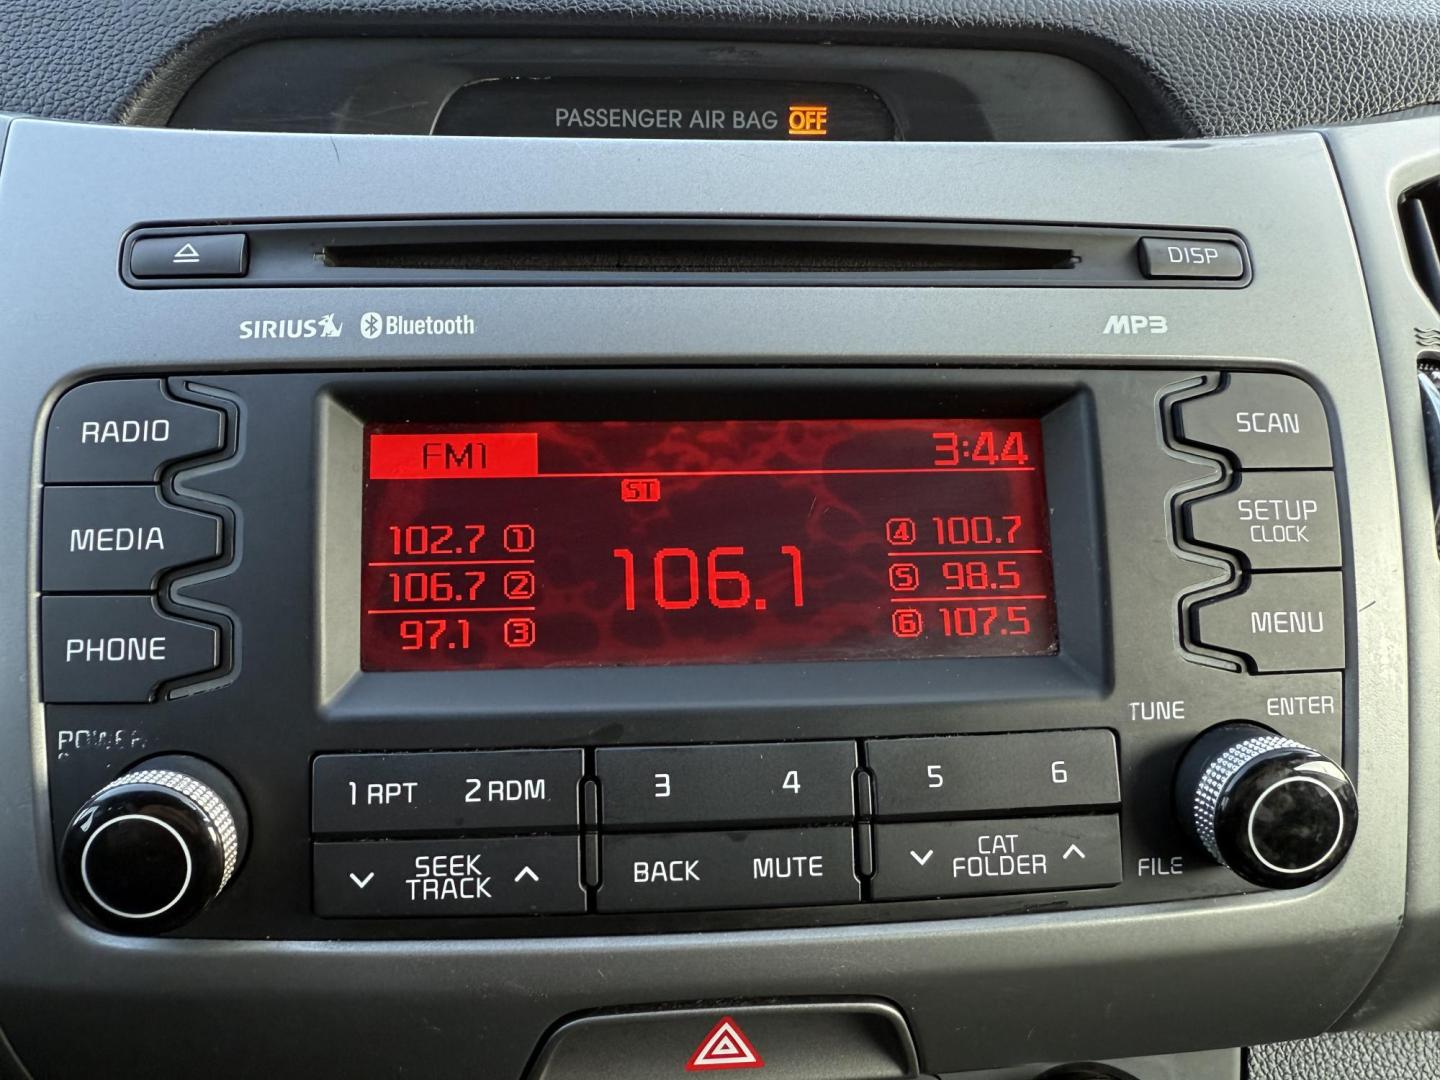 PASSENGER AIR BAG OFF
DISP
SIRIUS Bluetooth
MP3
RADIO
MEDIA
PHONE
FM1
3:44
ST
102.7 1
106.7 2
97.1 3
106.1
4 100.7
5 98.5
6 107.5
SCAN
SETUP
CLOCK
MENU
POWER
TUNE
ENTER
1 RPT
2 RDM
3
4
5
6
SEEK
TRACK
BACK
MUTE
CAT
FOLDER
FILE